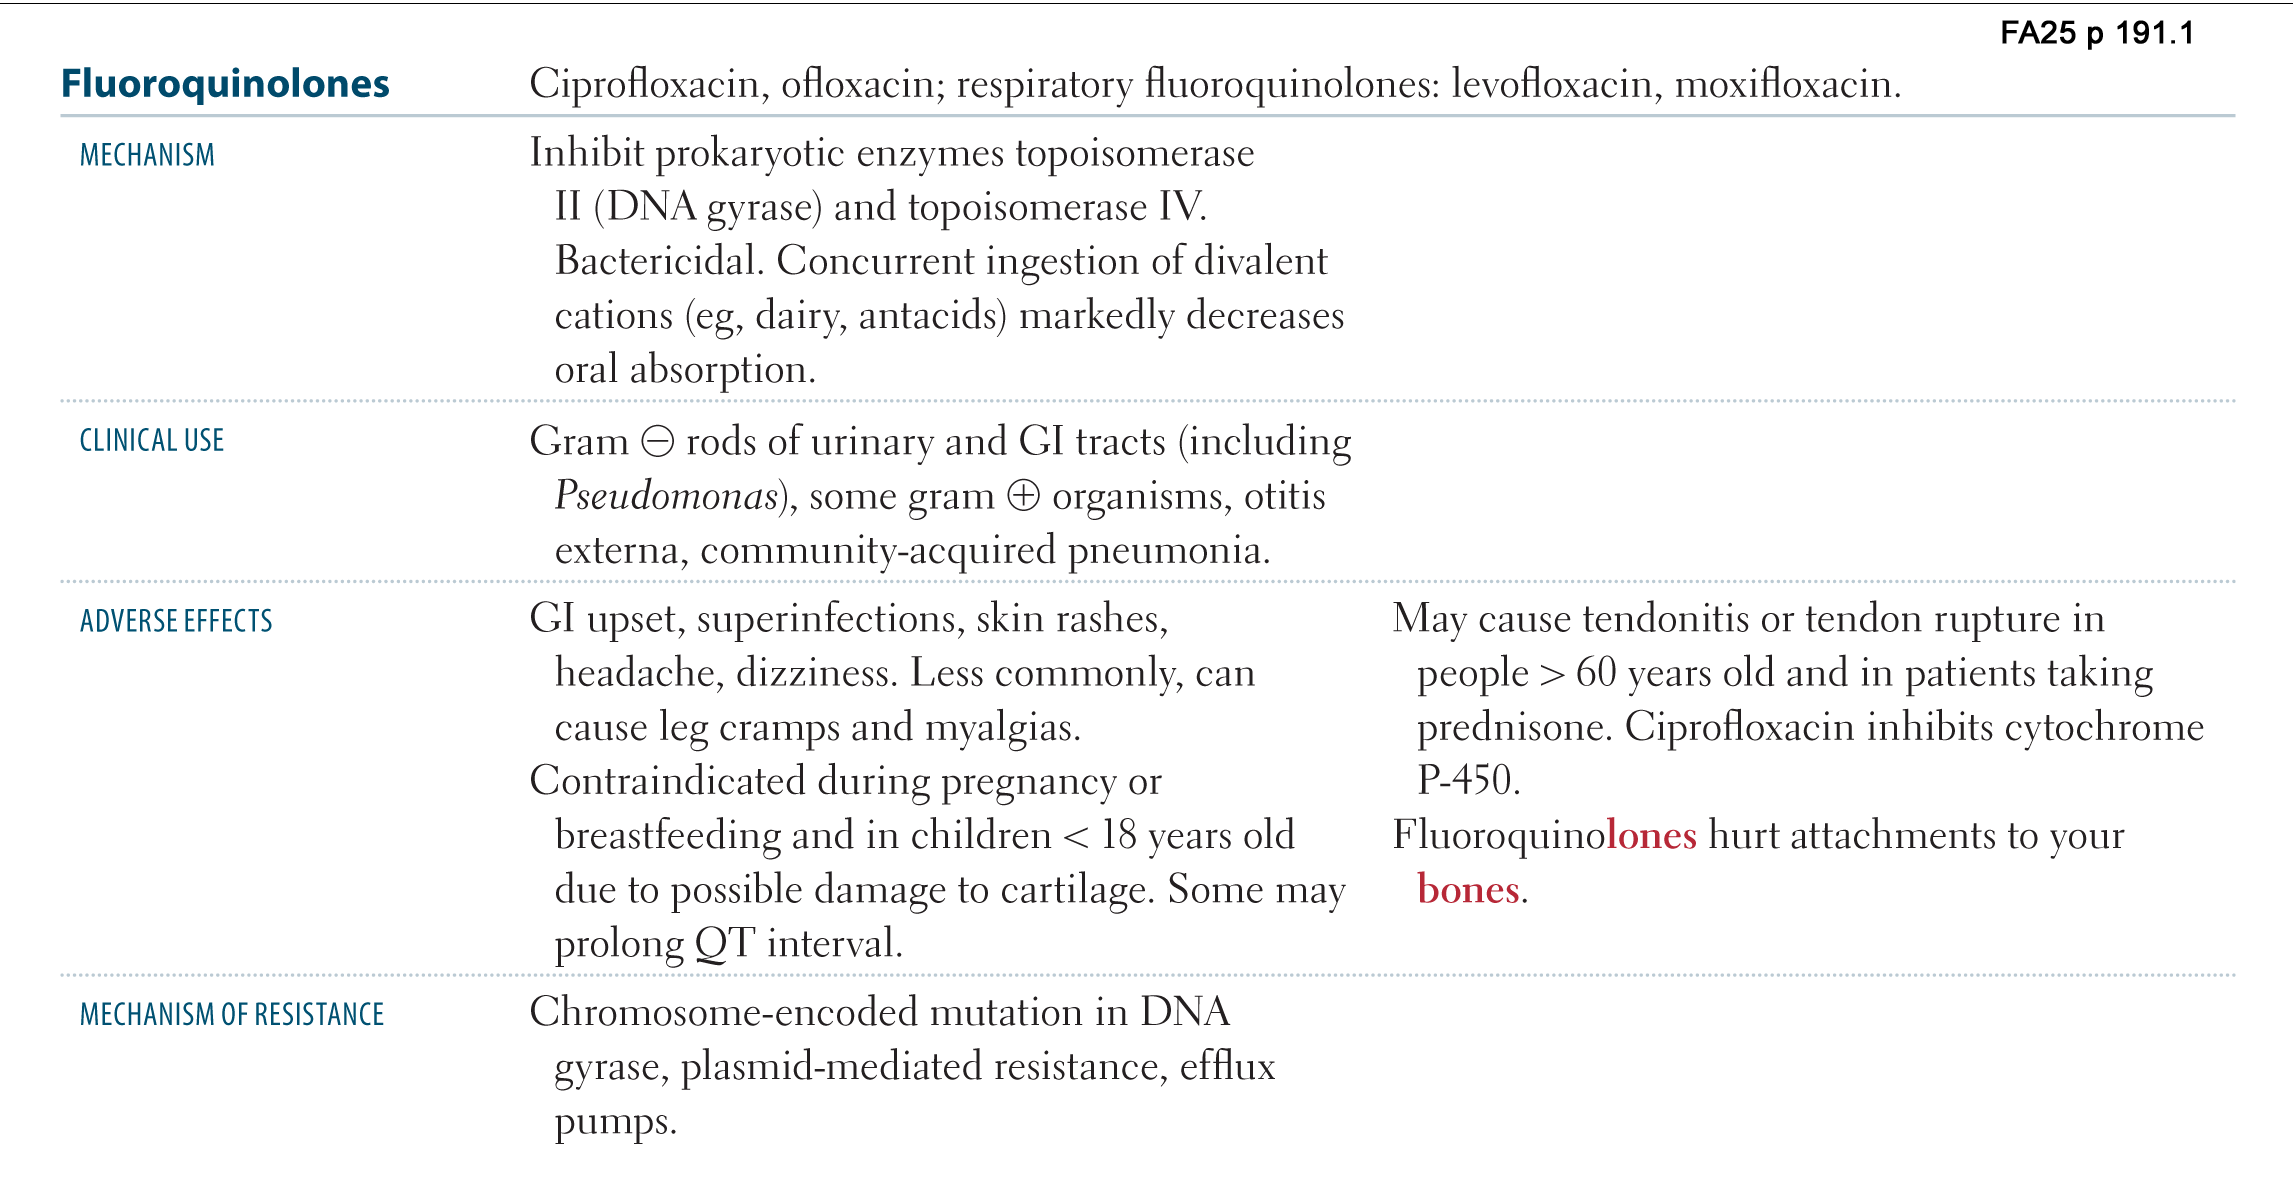 FA25 p 191.1
Fluoroquinolones
Ciprofloxacin, ofloxacin; respiratory fluoroquinolones: levofloxacin, moxifloxacin.
MECHANISM
Inhibit prokaryotic enzymes topoisomerase
II (DNA gyrase) and topoisomerase IV.
Bactericidal. Concurrent ingestion of divalent
cations (eg, dairy, antacids) markedly decreases
oral absorption.
CLINICAL USE
Gram ⊖ rods of urinary and GI tracts (including
Pseudomonas), some gram ⊕ organisms, otitis
externa, community-acquired pneumonia.
ADVERSE EFFECTS
GI upset, superinfections, skin rashes,
headache, dizziness. Less commonly, can
cause leg cramps and myalgias.
Contraindicated during pregnancy or
breastfeeding and in children < 18 years old
due to possible damage to cartilage. Some may
prolong QT interval.
May cause tendonitis or tendon rupture in
people > 60 years old and in patients taking
prednisone. Ciprofloxacin inhibits cytochrome
P-450.
Fluoroquinolones hurt attachments to your
bones.
MECHANISM OF RESISTANCE
Chromosome-encoded mutation in DNA
gyrase, plasmid-mediated resistance, efflux
pumps.